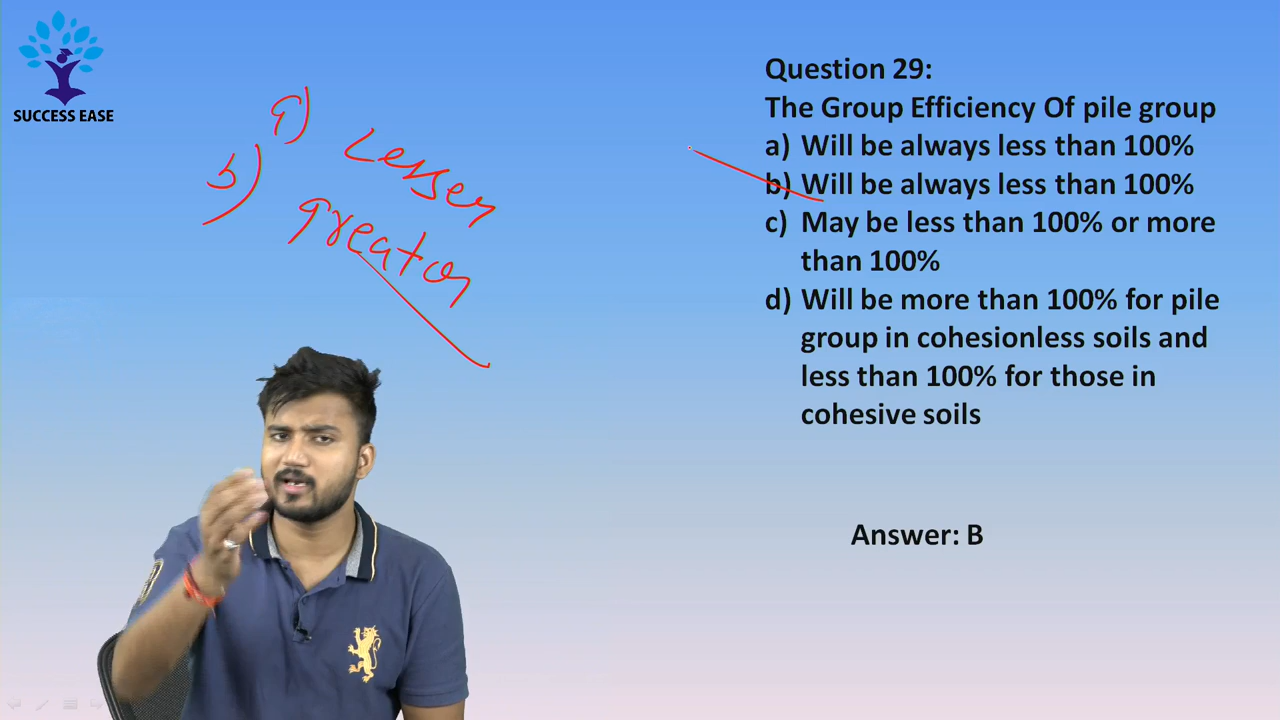 SUCCESS EASE
a) Lesser
b) greator
Question 29:
The Group Efficiency Of pile group
a) Will be always less than 100%
b) Will be always less than 100%
c) May be less than 100% or more
than 100%
d) Will be more than 100% for pile
group in cohesionless soils and
less than 100% for those in
cohesive soils
Answer: B